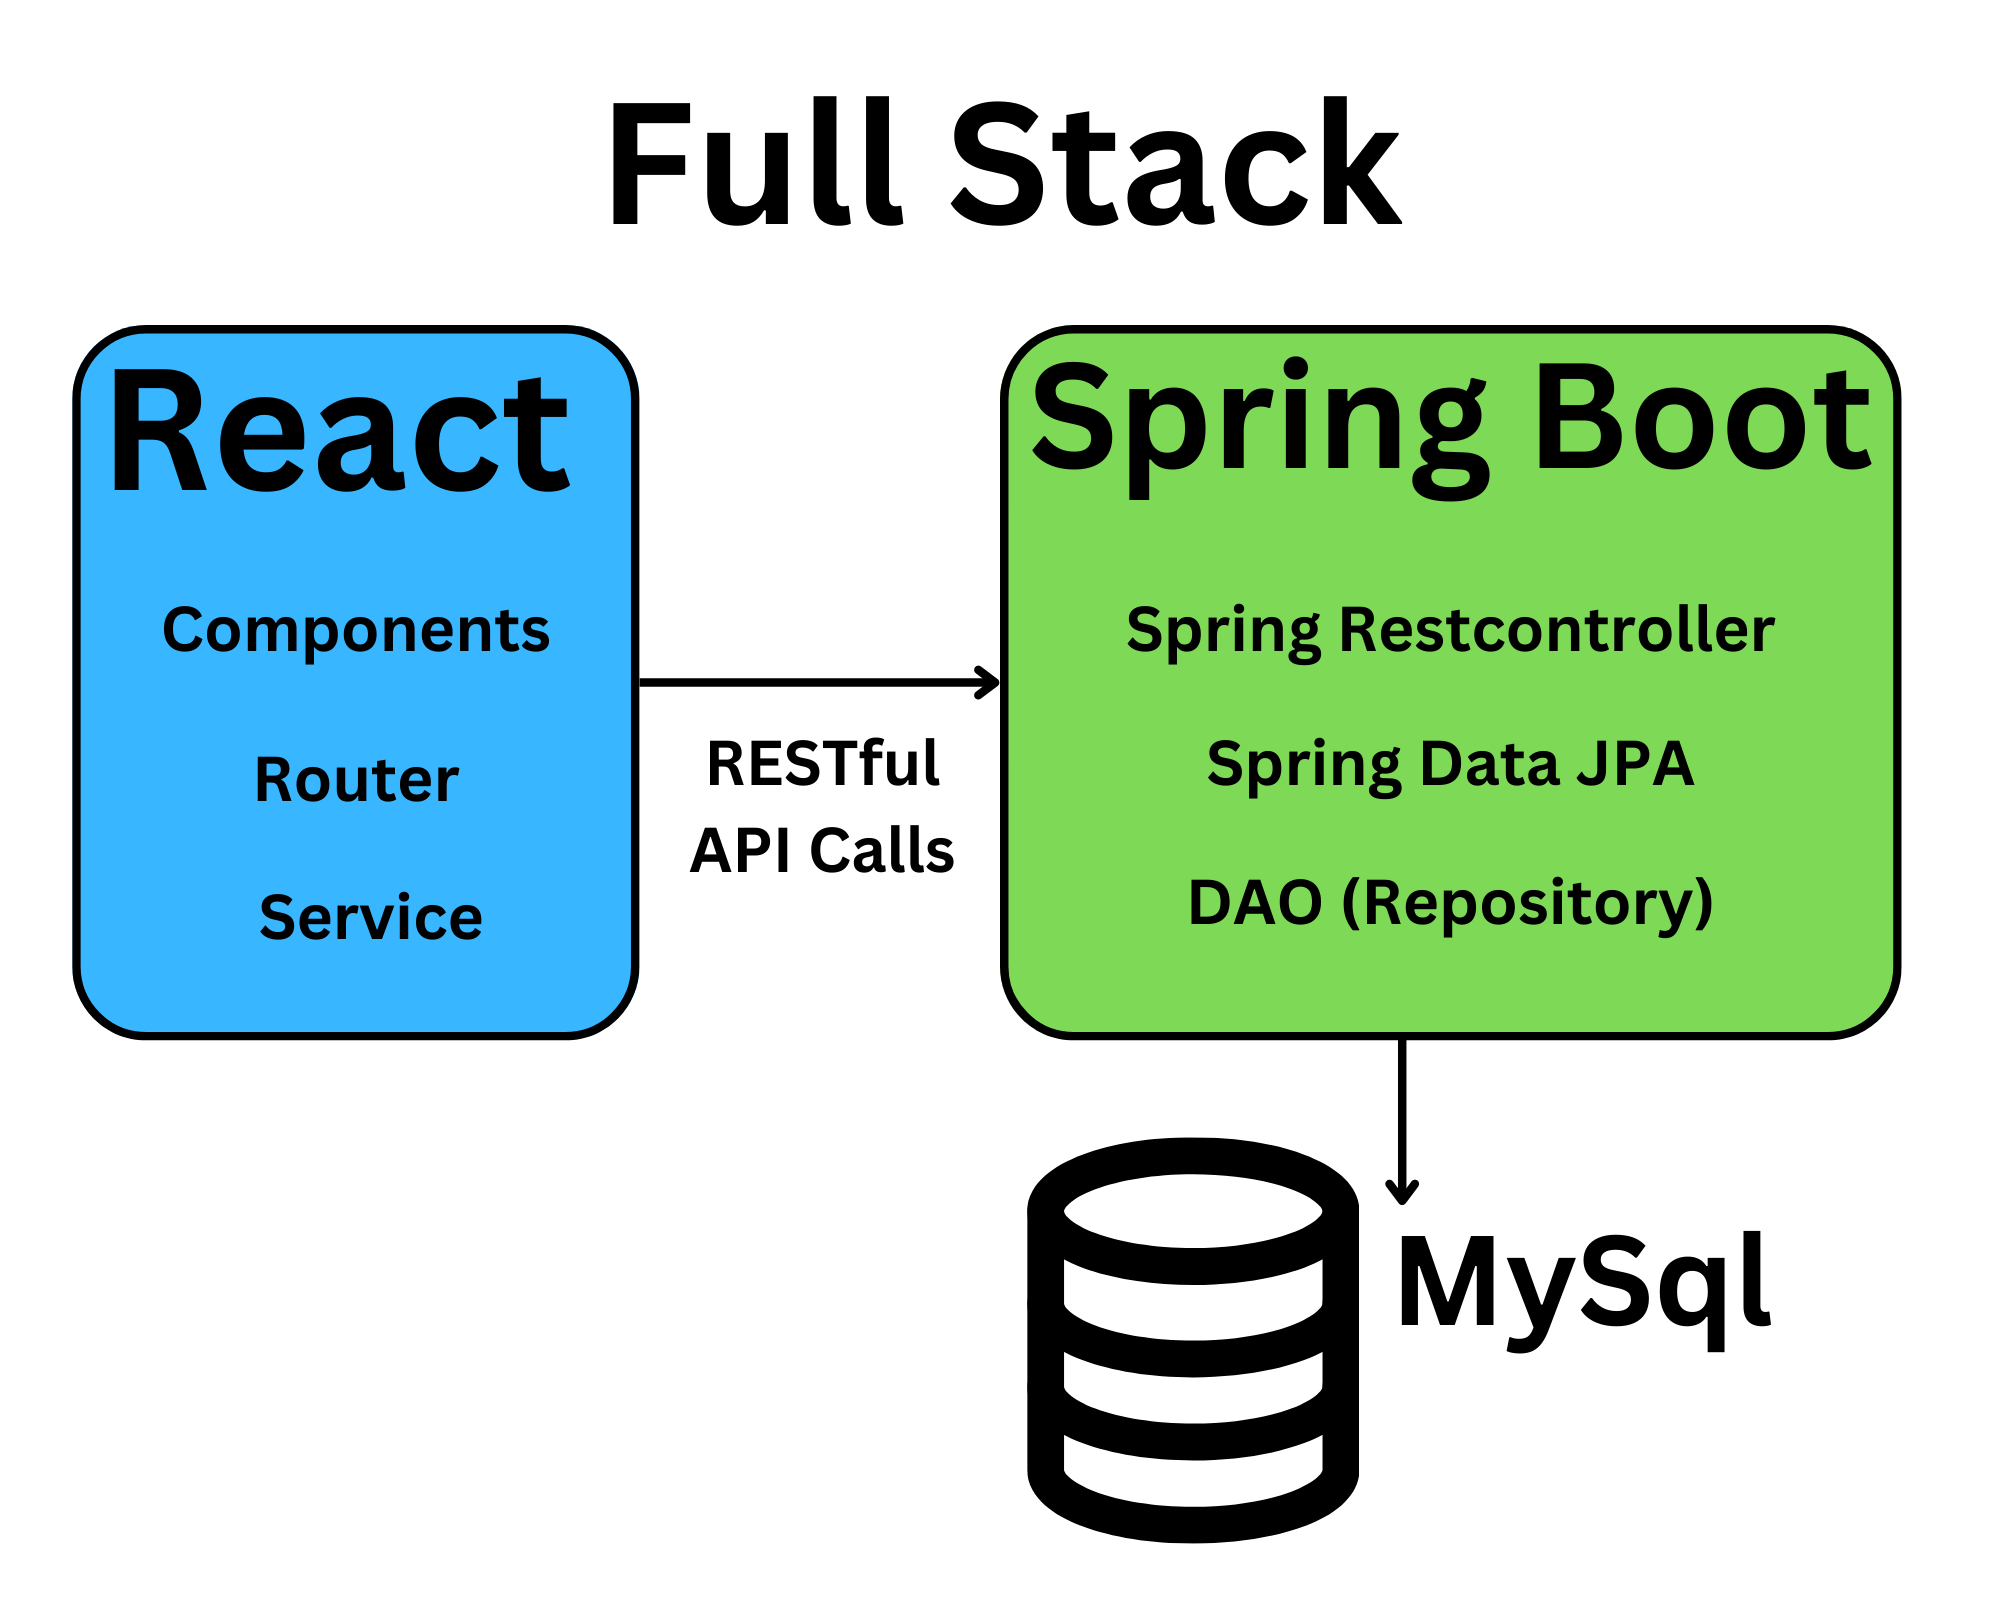 Full Stack
React
Components
Router
Service
RESTful
API Calls
Spring Boot
Spring Restcontroller
Spring Data JPA
DAO (Repository)
MySql